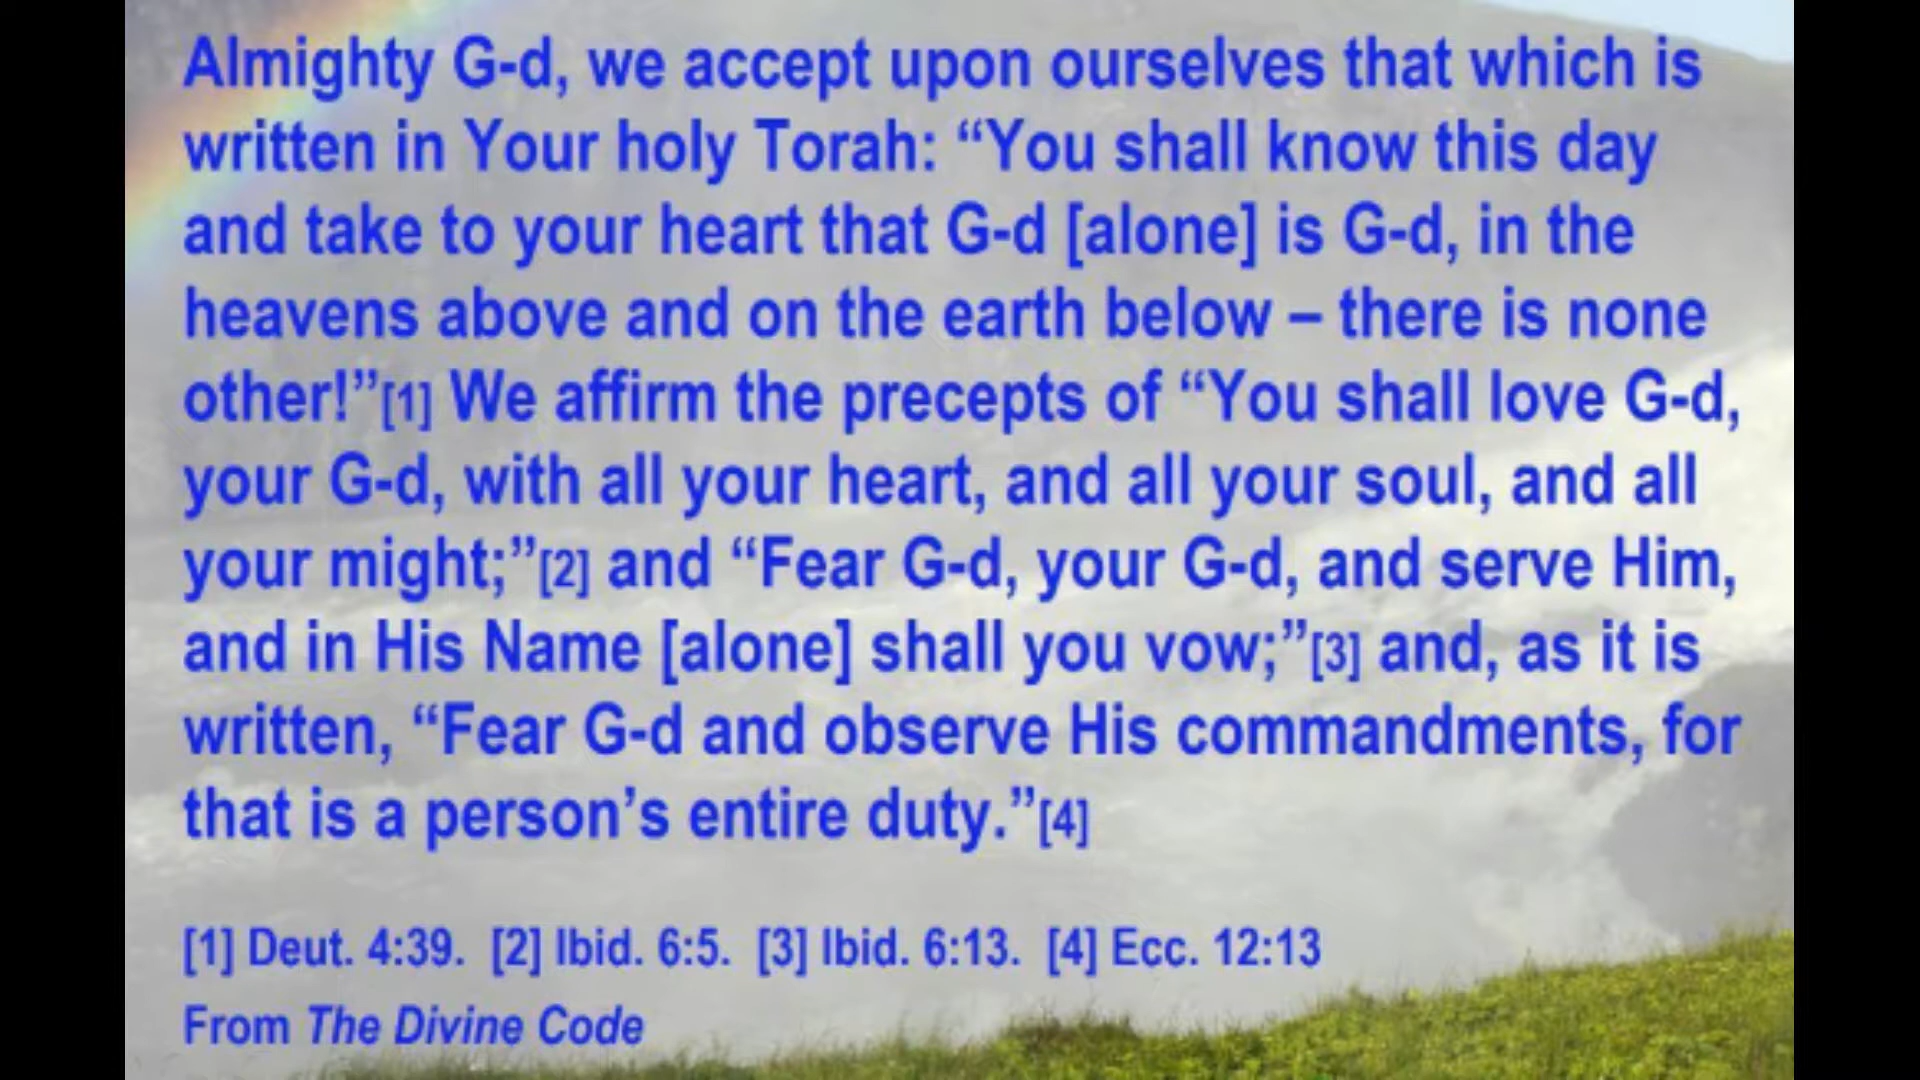 Almighty G-d, we accept upon ourselves that which is
written in Your holy Torah: “You shall know this day
and take to your heart that G-d [alone] is G-d, in the
heavens above and on the earth below – there is none
other!”[1] We affirm the precepts of “You shall love G-d,
your G-d, with all your heart, and all your soul, and all
your might;”[2] and “Fear G-d, your G-d, and serve Him,
and in His Name [alone] shall you vow;”[3] and, as it is
written, “Fear G-d and observe His commandments, for
that is a person’s entire duty.”[4]
[1] Deut. 4:39. [2] Ibid. 6:5. [3] Ibid. 6:13. [4] Ecc. 12:13
From The Divine Code